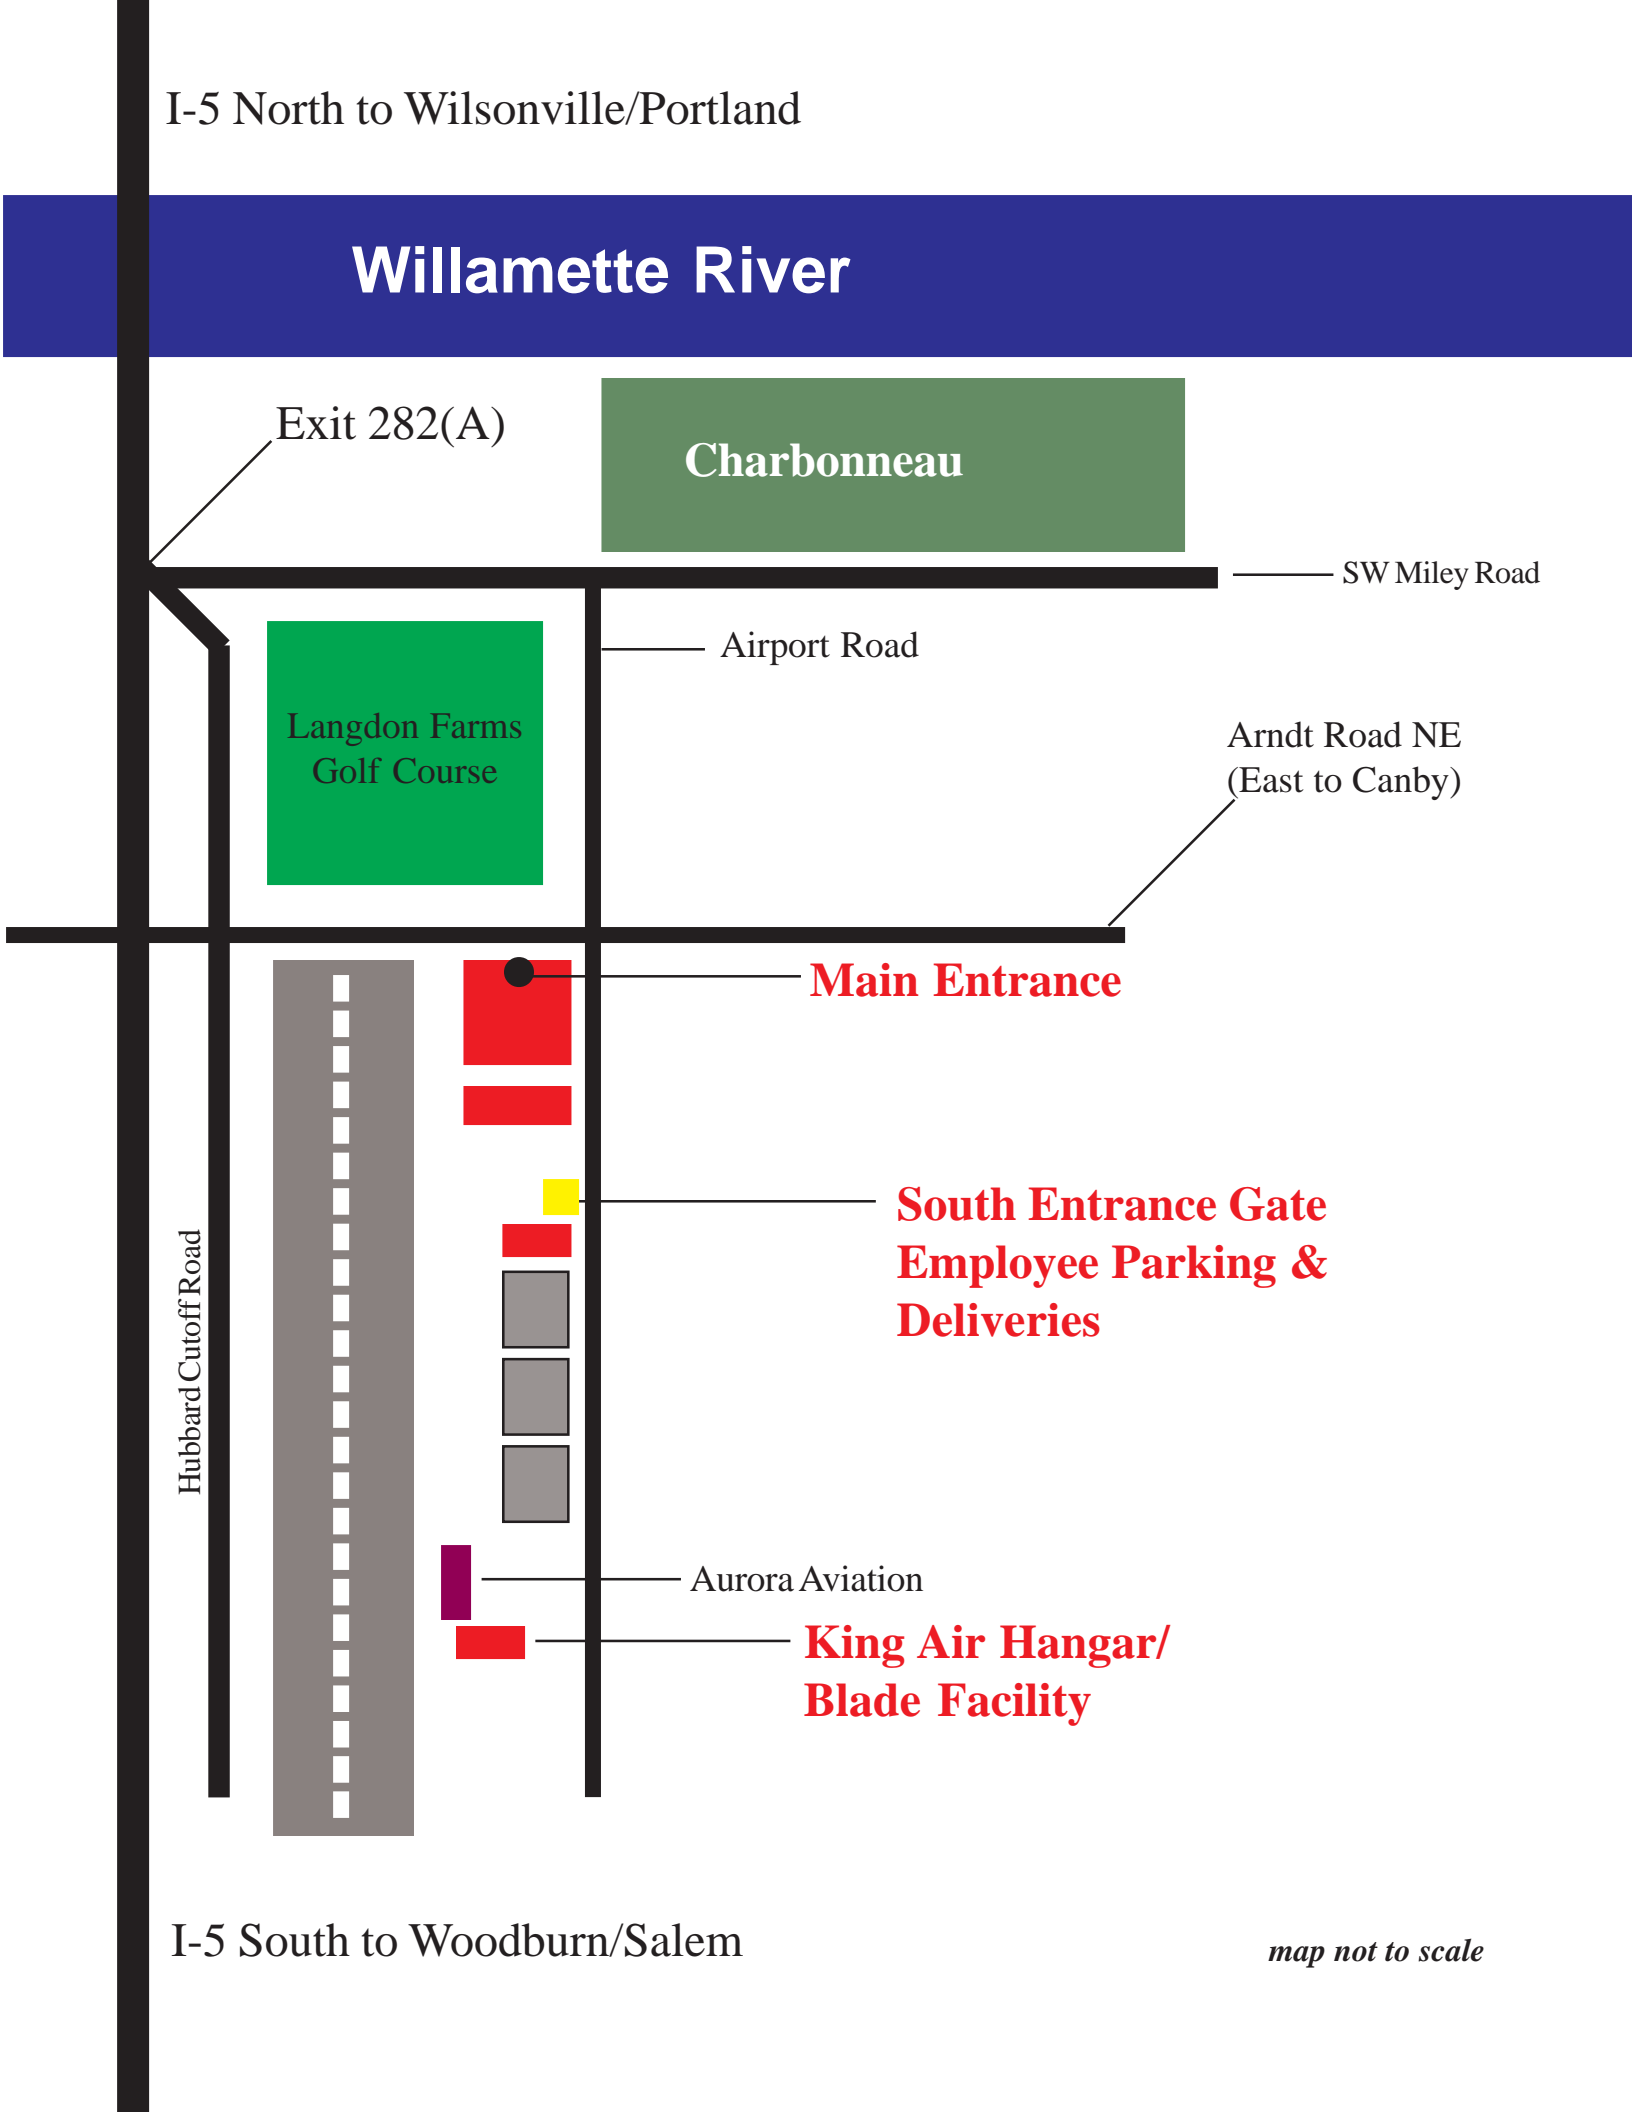 I-5 North to Wilsonville/Portland
Willamette River
Exit 282(A)
Charbonneau
SW Miley Road
Airport Road
Langdon Farms
Golf Course
Arndt Road NE
(East to Canby)
Main Entrance
South Entrance Gate
Employee Parking &
Deliveries
Hubbard Cutoff Road
Aurora Aviation
King Air Hangar/
Blade Facility
I-5 South to Woodburn/Salem
map not to scale